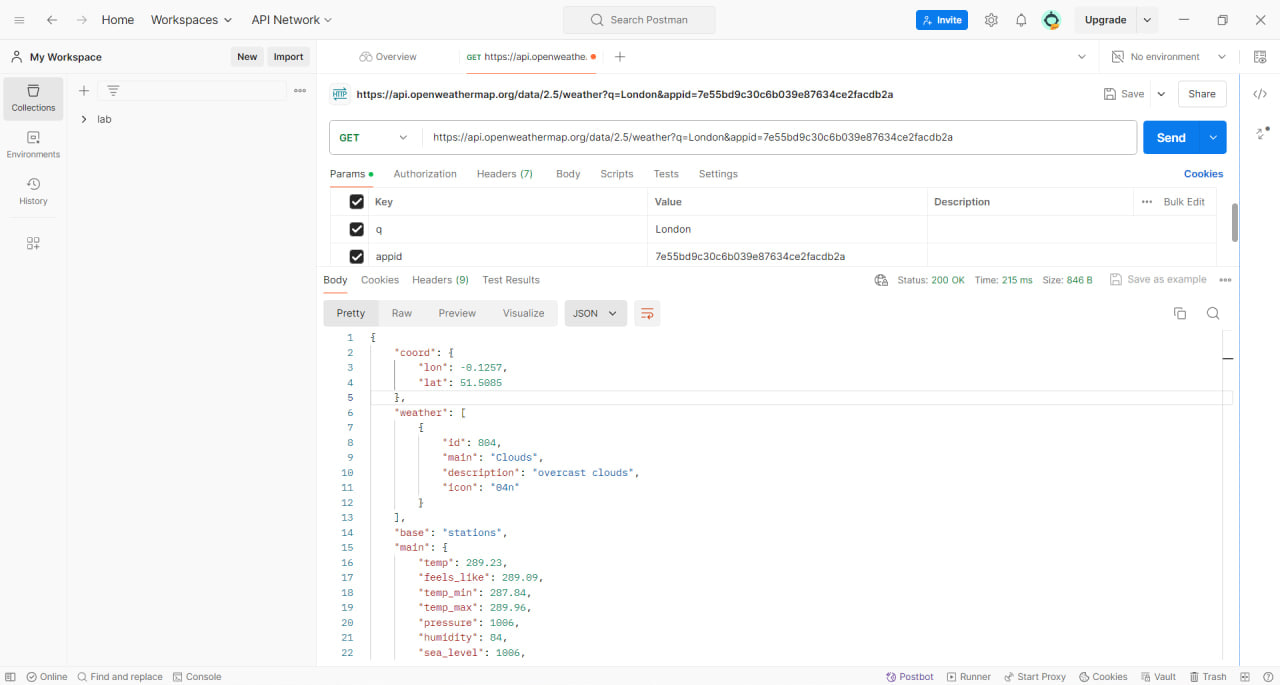 Home Workspaces API Network Search Postman Invite Upgrade
My Workspace New Import Overview GET https://api.openweathe. No environment
Collections
lab
Environments
History
HTTP https://api.openweathermap.org/data/2.5/weather?q=London&appid=7e55bd9c30c6b039e87634ce2facdb2a Save Share
GET https://api.openweathermap.org/data/2.5/weather?q=London&appid=7e55bd9c30c6b039e87634ce2facdb2a Send
Params Authorization Headers (7) Body Scripts Tests Settings Cookies
Key Value Description Bulk Edit
q London
appid 7e55bd9c30c6b039e87634ce2facdb2a
Body Cookies Headers (9) Test Results Status: 200 OK Time: 215 ms Size: 846 B Save as example
Pretty Raw Preview Visualize JSON
1 {
2 "coord": {
3 "lon": -0.1257,
4 "lat": 51.5085
5 },
6 "weather": [
7 {
8 "id": 804,
9 "main": "Clouds",
10 "description": "overcast clouds",
11 "icon": "04n"
12 }
13 ],
14 "base": "stations",
15 "main": {
16 "temp": 289.23,
17 "feels_like": 289.09,
18 "temp_min": 287.84,
19 "temp_max": 289.96,
20 "pressure": 1006,
21 "humidity": 84,
22 "sea_level": 1006,
Online Find and replace Console Postbot Runner Start Proxy Cookies Vault Trash